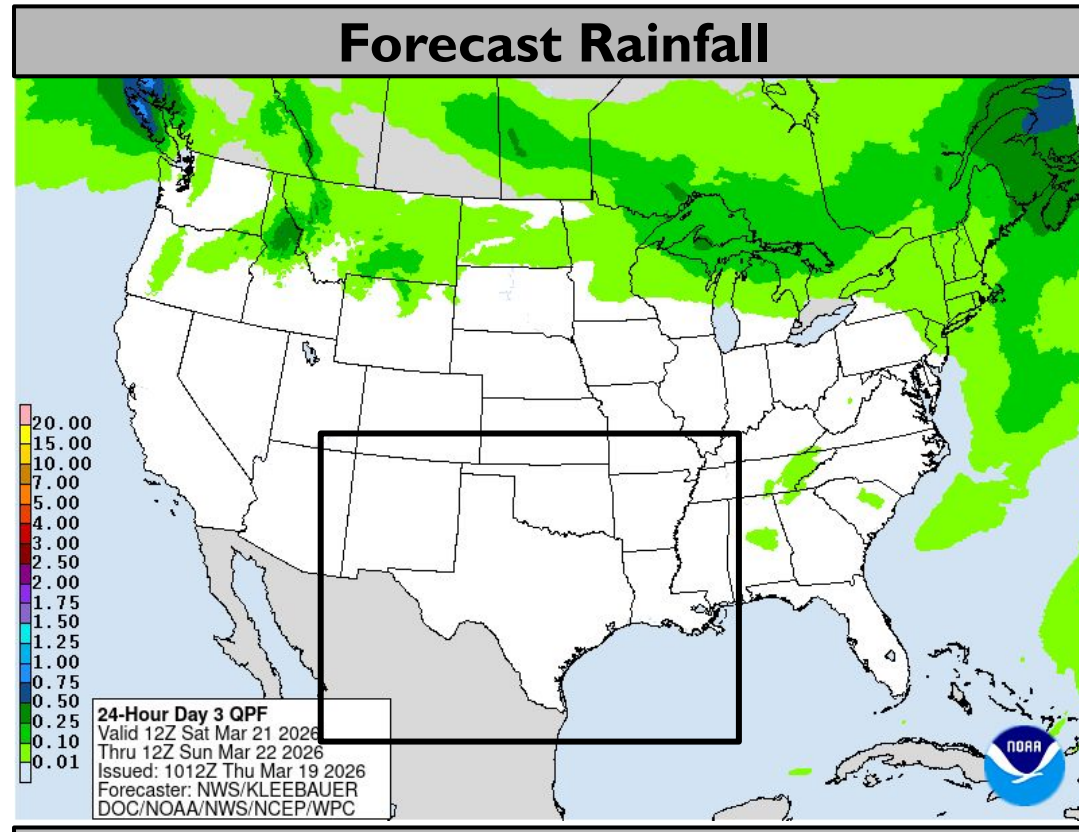 Forecast Rainfall
20.00
15.00
10.00
7.00
5.00
4.00
3.00
2.50
2.00
1.75
1.50
1.25
1.00
0.75
0.50
0.25
0.10
0.01
24-Hour Day 3 QPF
Valid 12Z Sat Mar 21 2026
Thru 12Z Sun Mar 22 2026
Issued: 1012Z Thu Mar 19 2026
Forecaster: NWS/KLEEBAUER
DOC/NOAA/NWS/NCEP/WPC
NOAA